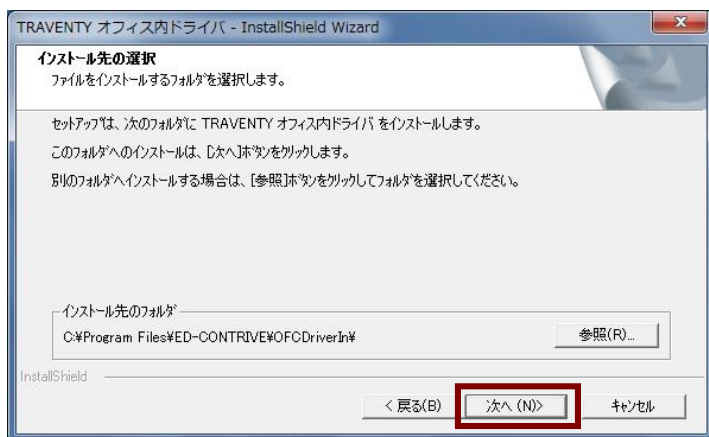 TRAVENTY オフィス内ドライバ - InstallShield Wizard
インストール先の選択
ファイルをインストールするフォルダを選択します。
セットアップは、次のフォルダに TRAVENTY オフィス内ドライバ をインストールします。
このフォルダへのインストールは、[次へ]ボタンをクリックします。
別のフォルダへインストールする場合は、[参照]ボタンをクリックしてフォルダを選択してください。
インストール先のフォルダ
C:¥Program Files¥ED-CONTRIVE¥OFCDriverIn¥
参照(R)...
InstallShield
< 戻る(B)
次へ (N)>
キャンセル